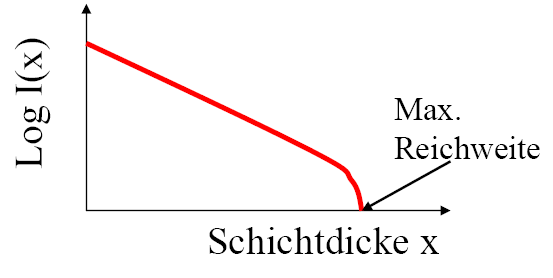 Log I(x)
Max.
Reichweite
Schichtdicke x